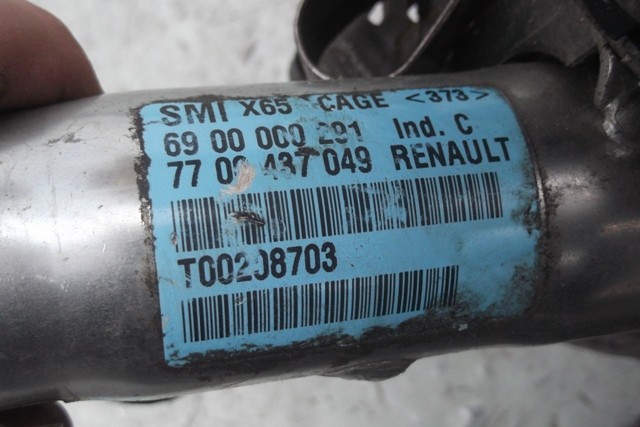 SMI X65 CAGE <373>
69 00 000 291 Ind. C
77 00 437 049 RENAULT
T00208703